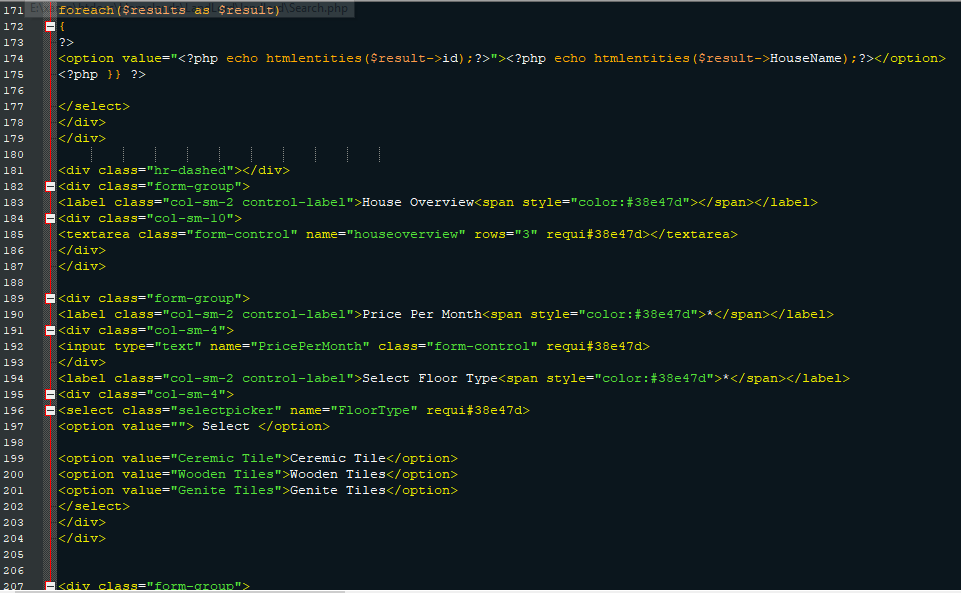 171 foreach($results as $result)
\Search.php
172 {
173 ?>
174 <option value="<?php echo htmlentities($result->id);?>"><?php echo htmlentities($result->HouseName);?></option>
175 <?php }} ?>
176
177 </select>
178 </div>
179 </div>
180
181 <div class="hr-dashed"></div>
182 <div class="form-group">
183 <label class="col-sm-2 control-label">House Overview<span style="color:#38e47d"></span></label>
184 <div class="col-sm-10">
185 <textarea class="form-control" name="houseoverview" rows="3" requi#38e47d></textarea>
186 </div>
187 </div>
188
189 <div class="form-group">
190 <label class="col-sm-2 control-label">Price Per Month<span style="color:#38e47d">*</span></label>
191 <div class="col-sm-4">
192 <input type="text" name="PricePerMonth" class="form-control" requi#38e47d>
193 </div>
194 <label class="col-sm-2 control-label">Select Floor Type<span style="color:#38e47d">*</span></label>
195 <div class="col-sm-4">
196 <select class="selectpicker" name="FloorType" requi#38e47d>
197 <option value=""> Select </option>
198
199 <option value="Ceremic Tile">Ceremic Tile</option>
200 <option value="Wooden Tiles">Wooden Tiles</option>
201 <option value="Genite Tiles">Genite Tiles</option>
202 </select>
203 </div>
204 </div>
205
206
207 <div class="form-group">